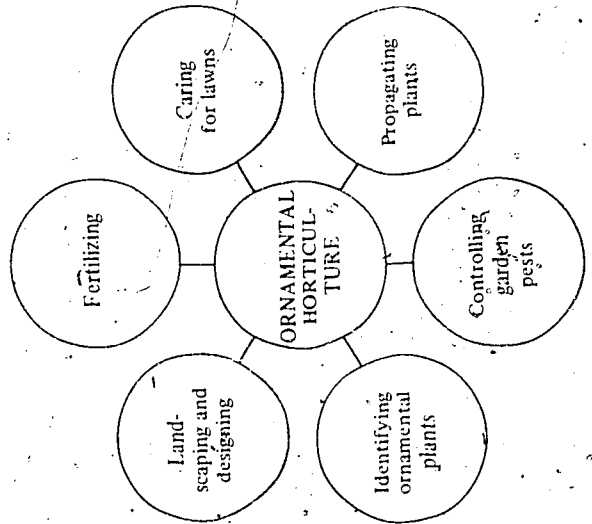 Fertilizing
Land-
scaping and
designing
Caring
for lawns
ORNAMENTAL
HORTICUL-
TURE
Identifying
ornamental
plants
Propagating
plants
Controlling
garden
pests